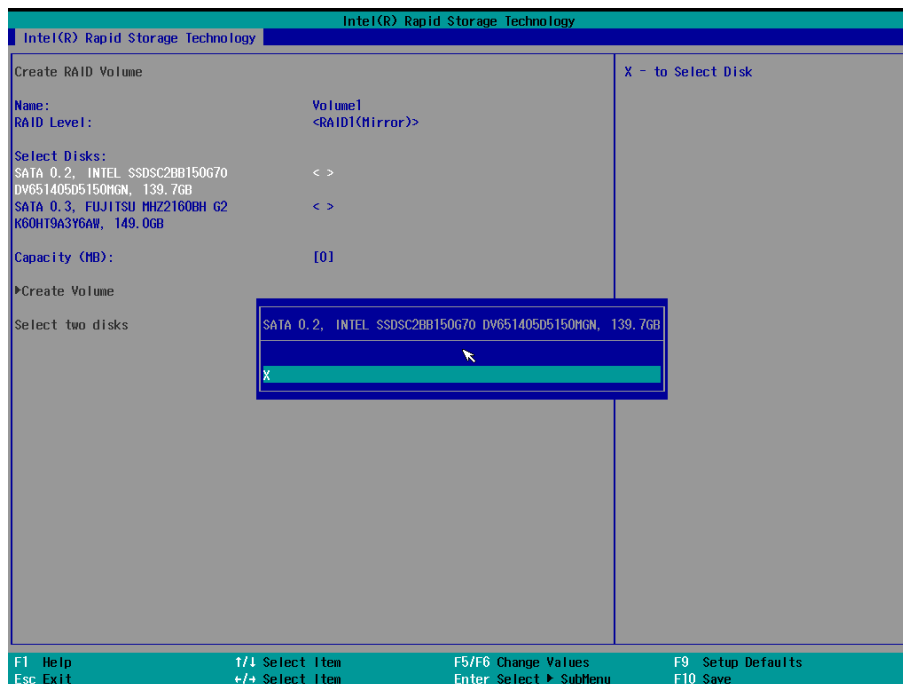 Intel(R) Rapid Storage Technology
Intel(R) Rapid Storage Technology
Create RAID Volume
X - to Select Disk
Name: Volume1
RAID Level: <RAID1(Mirror)>
Select Disks:
SATA 0.2, INTEL SSDSC2BB150G70 < >
DV651405D5150MGN, 139.7GB
SATA 0.3, FUJITSU MHZ2160BH G2 < >
K60HT9A3Y6AW, 149.0GB
Capacity (MB): [0]
▶Create Volume
Select two disks
SATA 0.2, INTEL SSDSC2BB150G70 DV651405D5150MGN, 139.7GB
X
F1 Help ↑/↓ Select Item F5/F6 Change Values F9 Setup Defaults
Esc Exit ←/→ Select Item Enter Select ▶ SubMenu F10 Save